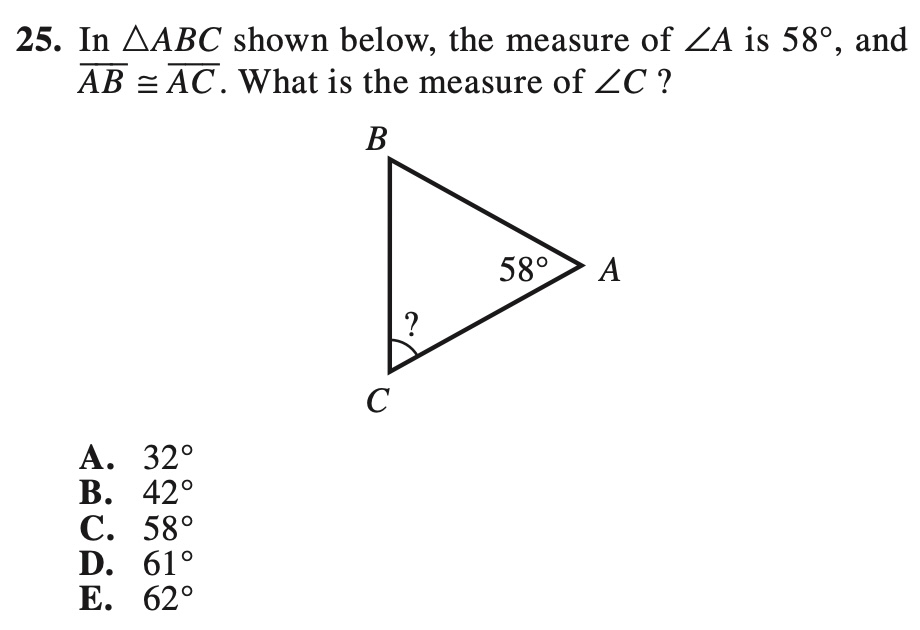 25. In △ABC shown below, the measure of ∠A is 58°, and
AB ≅ AC. What is the measure of ∠C ?
B
58° A
?
C
A. 32°
B. 42°
C. 58°
D. 61°
E. 62°